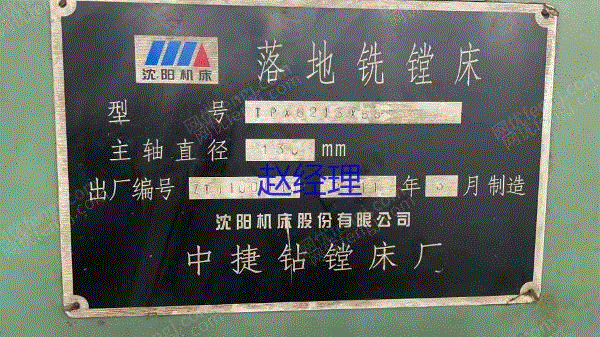 沈阳机床
落地铣镗床
型 号
主轴直径 130 mm
出厂编号 赵经理 年 月制造
沈阳机床股份有限公司
中捷钻镗床厂